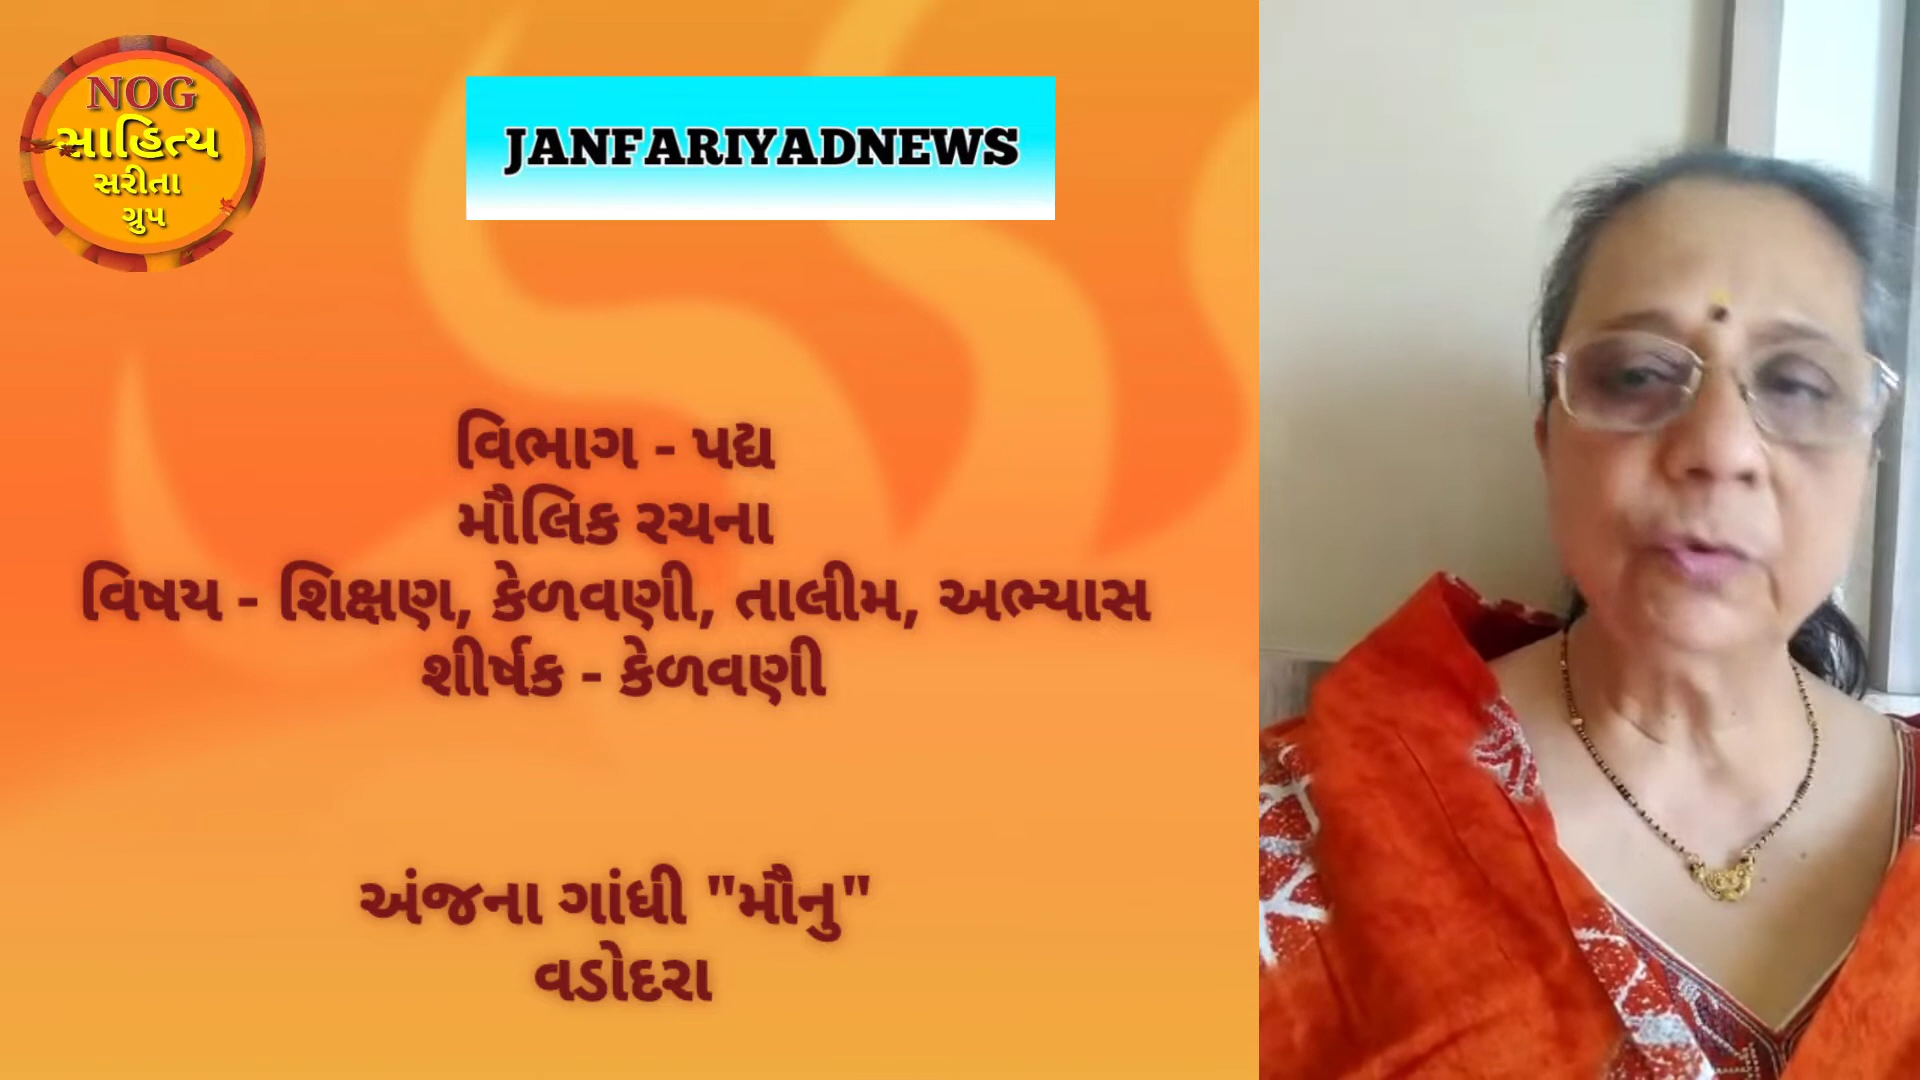 NOG
સાહિત્ય
સરીતા
ગ્રુપ
JANFARIYADNEWS
વિભાગ - પદ્ય
મૌલિક રચના
વિષય - શિક્ષણ, કેળવણી, તાલીમ, અભ્યાસ
શીર્ષક - કેળવણી
અંજના ગાંધી "મૌનુ"
વડોદરા